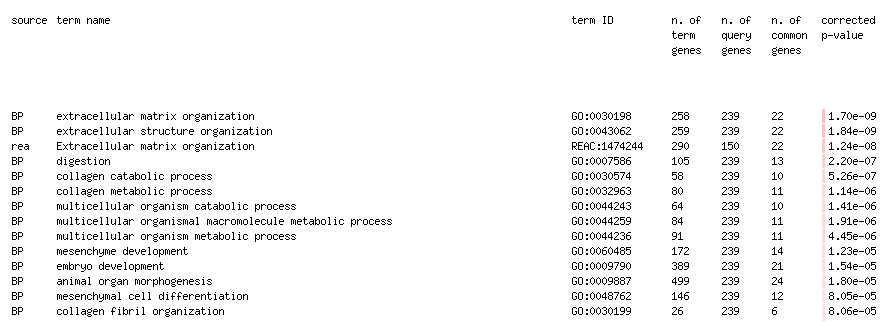 source term name term ID n. of n. of n. of corrected
term query common p-value
genes genes genes
BP extracellular matrix organization GO:0030198 258 239 22 1.70e-09
BP extracellular structure organization GO:0043062 259 239 22 1.84e-09
rea Extracellular matrix organization REAC:1474244 290 150 22 1.24e-08
BP digestion GO:0007586 105 239 13 2.20e-07
BP collagen catabolic process GO:0030574 58 239 10 5.26e-07
BP collagen metabolic process GO:0032963 80 239 11 1.14e-06
BP multicellular organism catabolic process GO:0044243 64 239 10 1.41e-06
BP multicellular organismal macromolecule metabolic process GO:0044259 84 239 11 1.91e-06
BP multicellular organism metabolic process GO:0044236 91 239 11 4.45e-06
BP mesenchyme development GO:0060485 172 239 14 1.23e-05
BP embryo development GO:0009790 389 239 21 1.54e-05
BP animal organ morphogenesis GO:0009887 499 239 24 1.80e-05
BP mesenchymal cell differentiation GO:0048762 146 239 12 8.05e-05
BP collagen fibril organization GO:0030199 26 239 6 8.06e-05